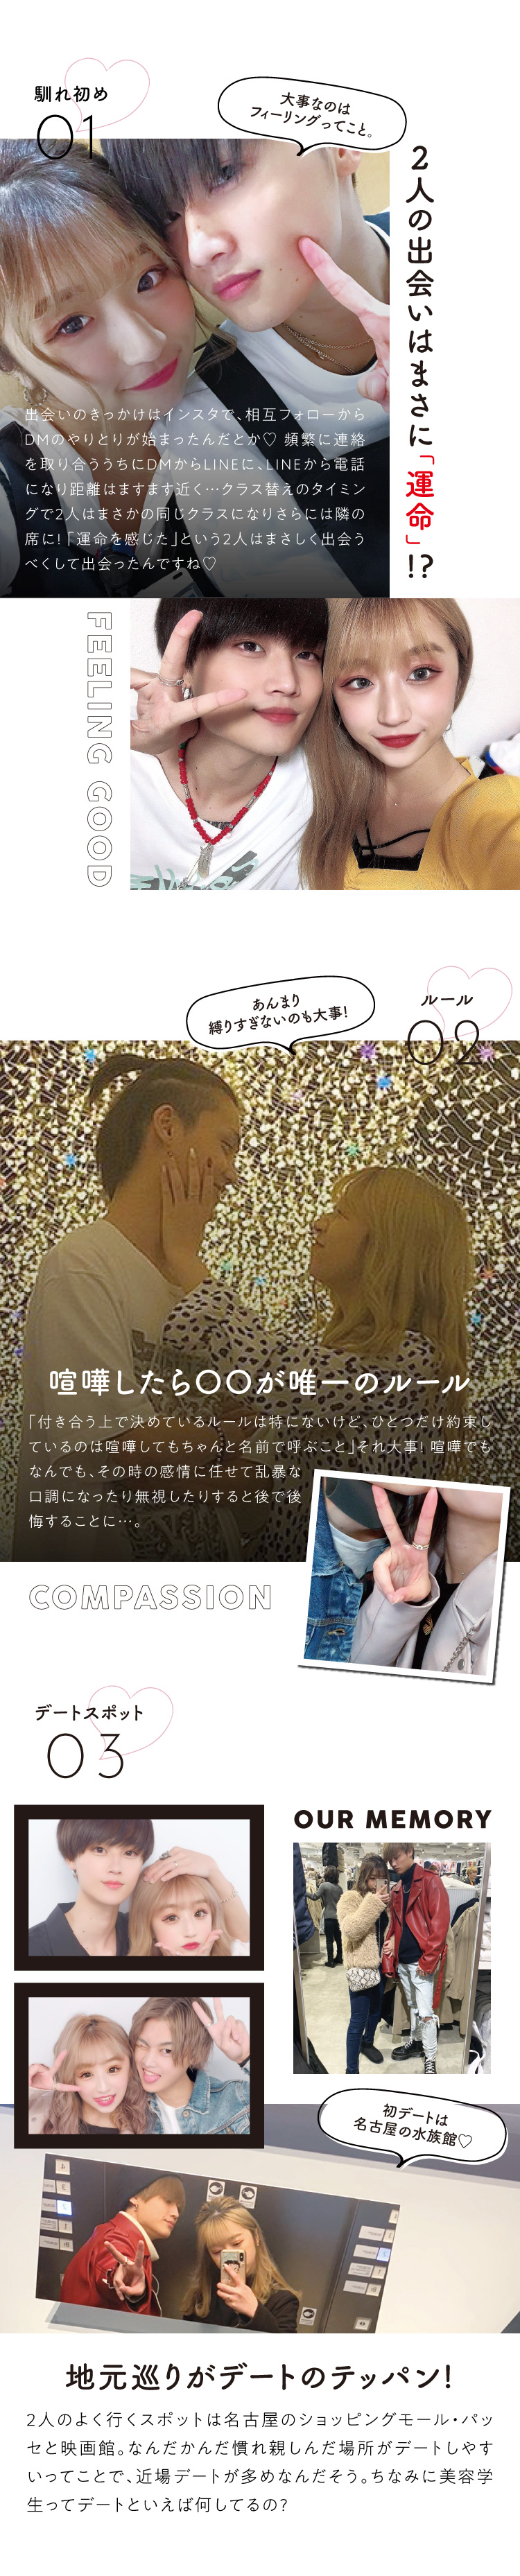 馴れ初め
01
大事なのは
フィーリングってこと。
2人の出会いはまさに「運命」!?
出会いのきっかけはインスタで、相互フォローから
DMのやりとりが始まったんだとか♡ 頻繁に連絡
を取り合ううちにDMからLINEに、LINEから電話
になり距離はますます近く…クラス替えのタイミン
グで2人はまさかの同じクラスになりさらには隣の
席に!「運命を感じた」という2人はまさしく出会う
べくして出会ったんですね♡
FEELING GOOD
あんまり
縛りすぎないのも大事!
ルール
02
喧嘩したら〇〇が唯一のルール
「付き合う上で決めているルールは特にないけど、ひとつだけ約束し
ているのは喧嘩してもちゃんと名前で呼ぶこと」それ大事! 喧嘩でも
なんでも、その時の感情に任せて乱暴な
口調になったり無視したりすると後で後
悔することに…。
COMPASSION
デートスポット
03
OUR MEMORY
初デートは
名古屋の水族館♡
地元巡りがデートのテッパン!
2人のよく行くスポットは名古屋のショッピングモール・パッ
セと映画館。なんだかんだ慣れ親しんだ場所がデートしやす
いってことで、近場デートが多めなんだそう。ちなみに美容学
生ってデートといえば何してるの?